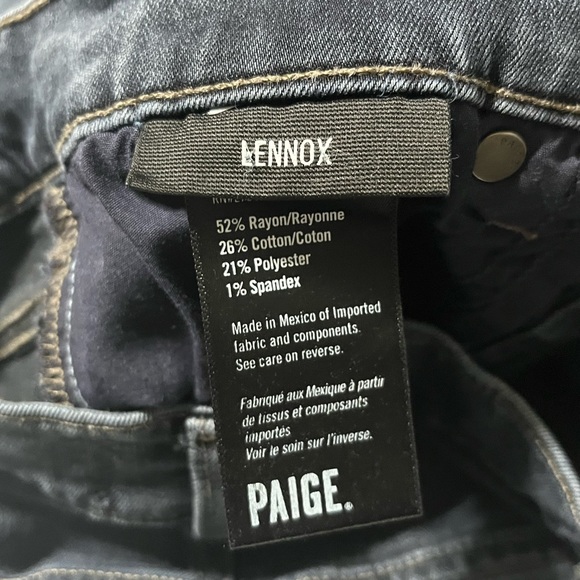 LENNOX
52% Rayon/Rayonne
26% Cotton/Coton
21% Polyester
1% Spandex
Made in Mexico of Imported
fabric and components.
See care on reverse.
Fabriqué aux Mexique à partir
de tissus et composants
importés
Voir le soin sur l'inverse.
PAIGE.